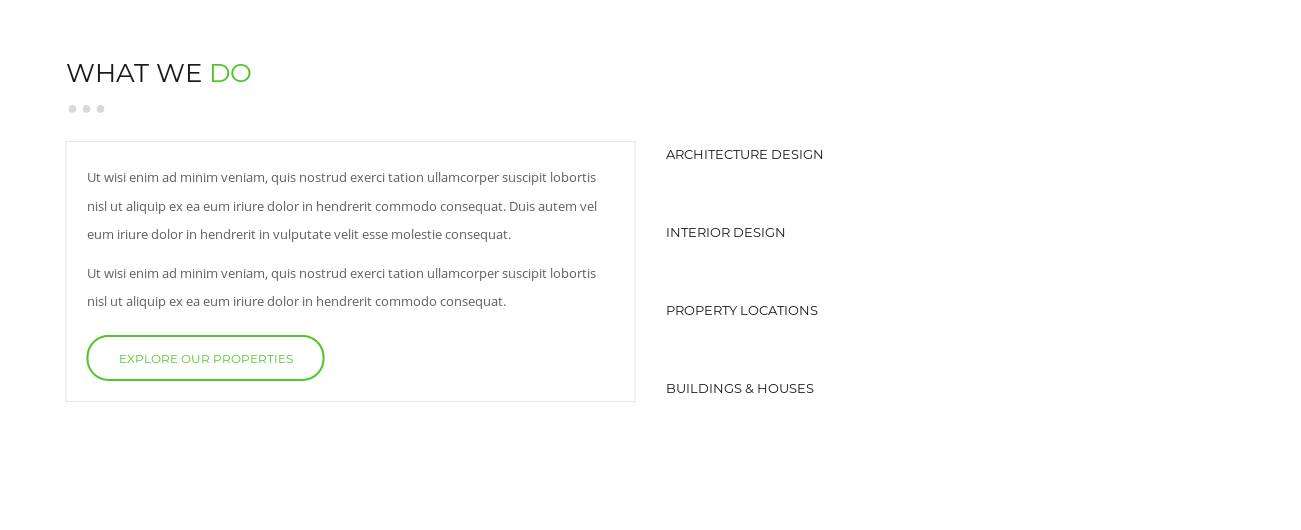 WHAT WE DO
Ut wisi enim ad minim veniam, quis nostrud exerci tation ullamcorper suscipit lobortis
nisl ut aliquip ex ea eum iriure dolor in hendrerit commodo consequat. Duis autem vel
eum iriure dolor in hendrerit in vulputate velit esse molestie consequat.
Ut wisi enim ad minim veniam, quis nostrud exerci tation ullamcorper suscipit lobortis
nisl ut aliquip ex ea eum iriure dolor in hendrerit commodo consequat.
EXPLORE OUR PROPERTIES
ARCHITECTURE DESIGN
INTERIOR DESIGN
PROPERTY LOCATIONS
BUILDINGS & HOUSES